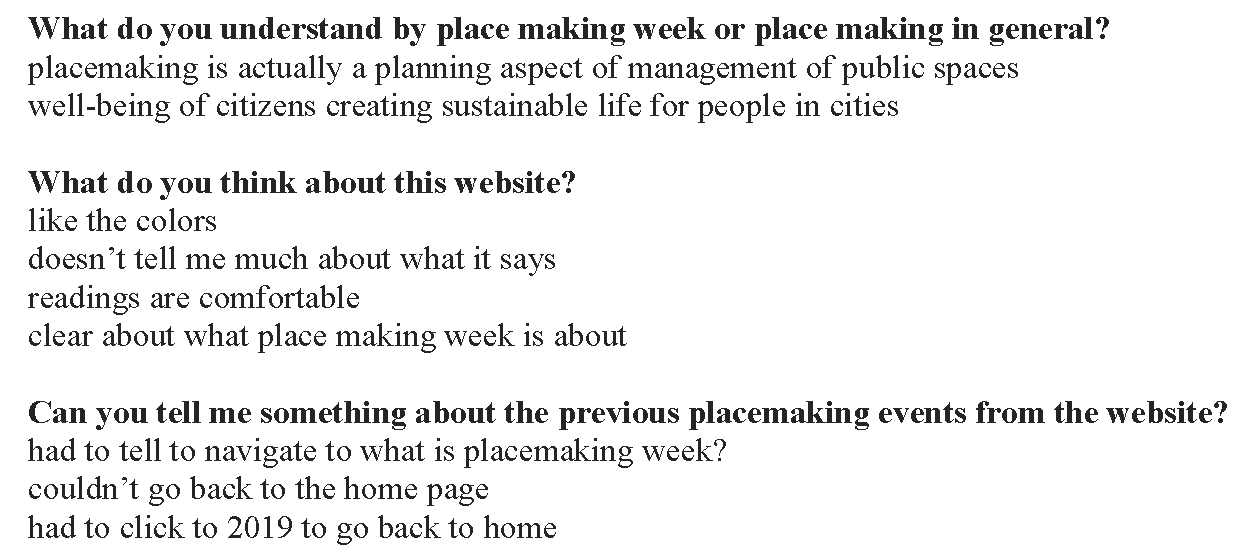 What do you understand by place making week or place making in general?
placemaking is actually a planning aspect of management of public spaces
well-being of citizens creating sustainable life for people in cities
What do you think about this website?
like the colors
doesn’t tell me much about what it says
readings are comfortable
clear about what place making week is about
Can you tell me something about the previous placemaking events from the website?
had to tell to navigate to what is placemaking week?
couldn’t go back to the home page
had to click to 2019 to go back to home